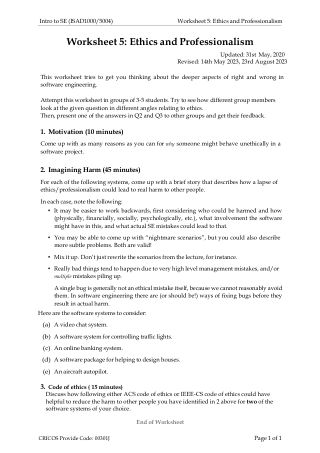 Intro to SE (ISAD1000/5004) Worksheet 5: Ethics and Professionalism
Worksheet 5: Ethics and Professionalism
Updated: 31st May, 2020
Revised: 14th May 2023, 23rd August 2023
This worksheet tries to get you thinking about the deeper aspects of right and wrong in
software engineering.
Attempt this worksheet in groups of 3-5 students. Try to see how different group members
look at the given question in different angles relating to ethics.
Then, present one of the answers in Q2 and Q3 to other groups and get their feedback.
1. Motivation (10 minutes)
Come up with as many reasons as you can for why someone might behave unethically in a
software project.
2. Imagining Harm (45 minutes)
For each of the following systems, come up with a brief story that describes how a lapse of
ethics/professionalism could lead to real harm to other people.
In each case, note the following:
• It may be easier to work backwards, first considering who could be harmed and how
(physically, financially, socially, psychologically, etc.), what involvement the software
might have in this, and what actual SE mistakes could lead to that.
• You may be able to come up with "nightmare scenarios", but you could also describe
more subtle problems. Both are valid!
• Mix it up. Don't just rewrite the scenarios from the lecture, for instance.
• Really bad things tend to happen due to very high level management mistakes, and/or
multiple mistakes piling up.
A single bug is generally not an ethical mistake itself, because we cannot reasonably avoid
them. In software engineering there are (or should be!) ways of fixing bugs before they
result in actual harm.
Here are the software systems to consider:
(a) A video chat system.
(b) A software system for controlling traffic lights.
(c) An online banking system.
(d) A software package for helping to design houses.
(e) An aircraft autopilot.
3. Code of ethics ( 15 minutes)
Discuss how following either ACS code of ethics or IEEE-CS code of ethics could have
helpful to reduce the harm to other people you have identified in 2 above for two of the
software systems of your choice.
End of Worksheet
CRICOS Provide Code: 00301J Page 1 of 1